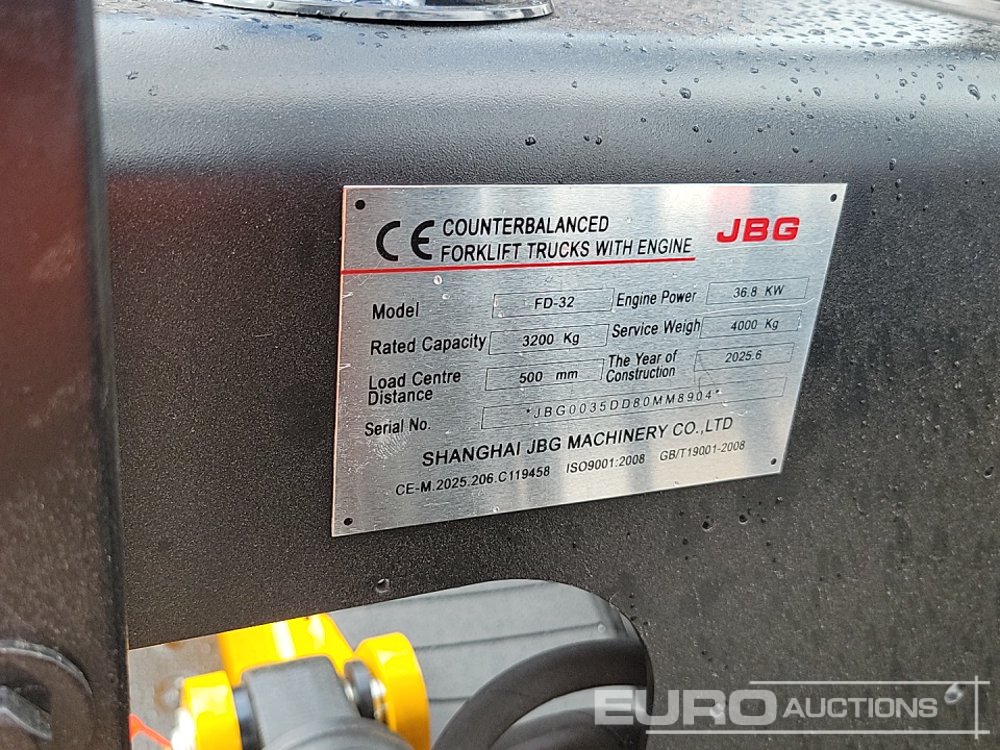 CE COUNTERBALANCED JBG
FORKLIFT TRUCKS WITH ENGINE
Model FD-32 Engine Power 36.8 KW
Rated Capacity 3200 Kg Service Weigh 4000 Kg
Load Centre Distance 500 mm The Year of Construction 2025.6
Serial No. *JBG0035DD80MM8904*
SHANGHAI JBG MACHINERY CO.,LTD
CE-M.2025.206.C119458 ISO9001:2008 GB/T19001-2008
EURO AUCTIONS